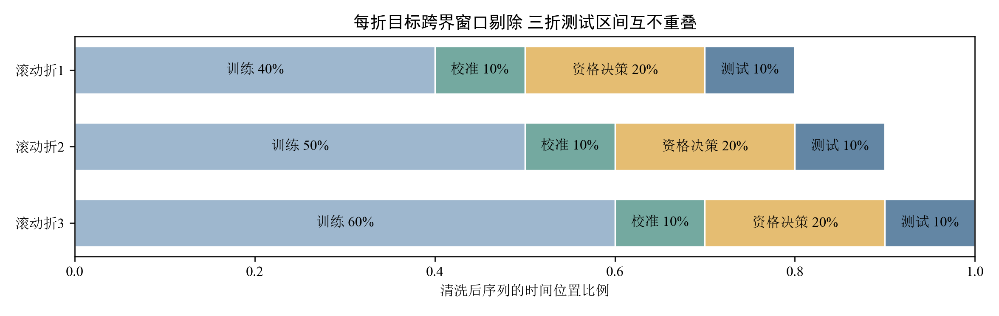 每折目标跨界窗口剔除 三折测试区间互不重叠
滚动折1
训练 40%
校准 10%
资格决策 20%
测试 10%
滚动折2
训练 50%
校准 10%
资格决策 20%
测试 10%
滚动折3
训练 60%
校准 10%
资格决策 20%
测试 10%
0.0
0.2
0.4
0.6
0.8
1.0
清洗后序列的时间位置比例